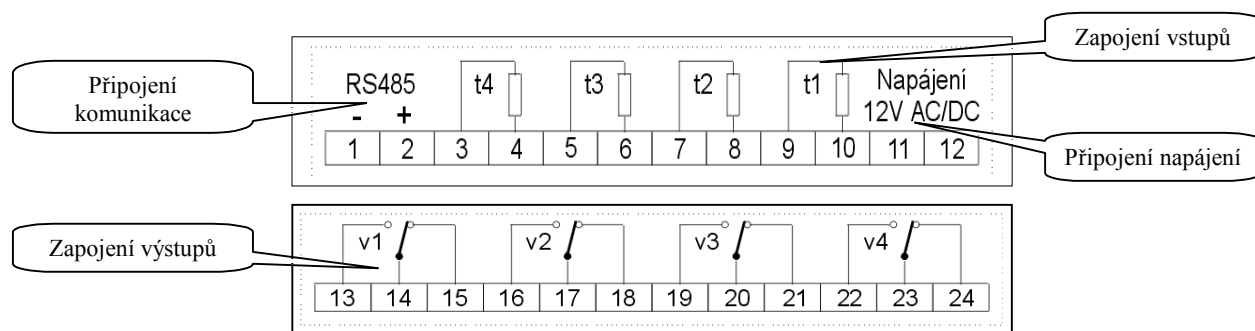 Zapojení vstupů
Připojení
komunikace
RS485
- +
t4
t3
t2
t1
Napájení
12V AC/DC
1 2 3 4 5 6 7 8 9 10 11 12
Připojení napájení
Zapojení výstupů
v1
v2
v3
v4
13 14 15 16 17 18 19 20 21 22 23 24